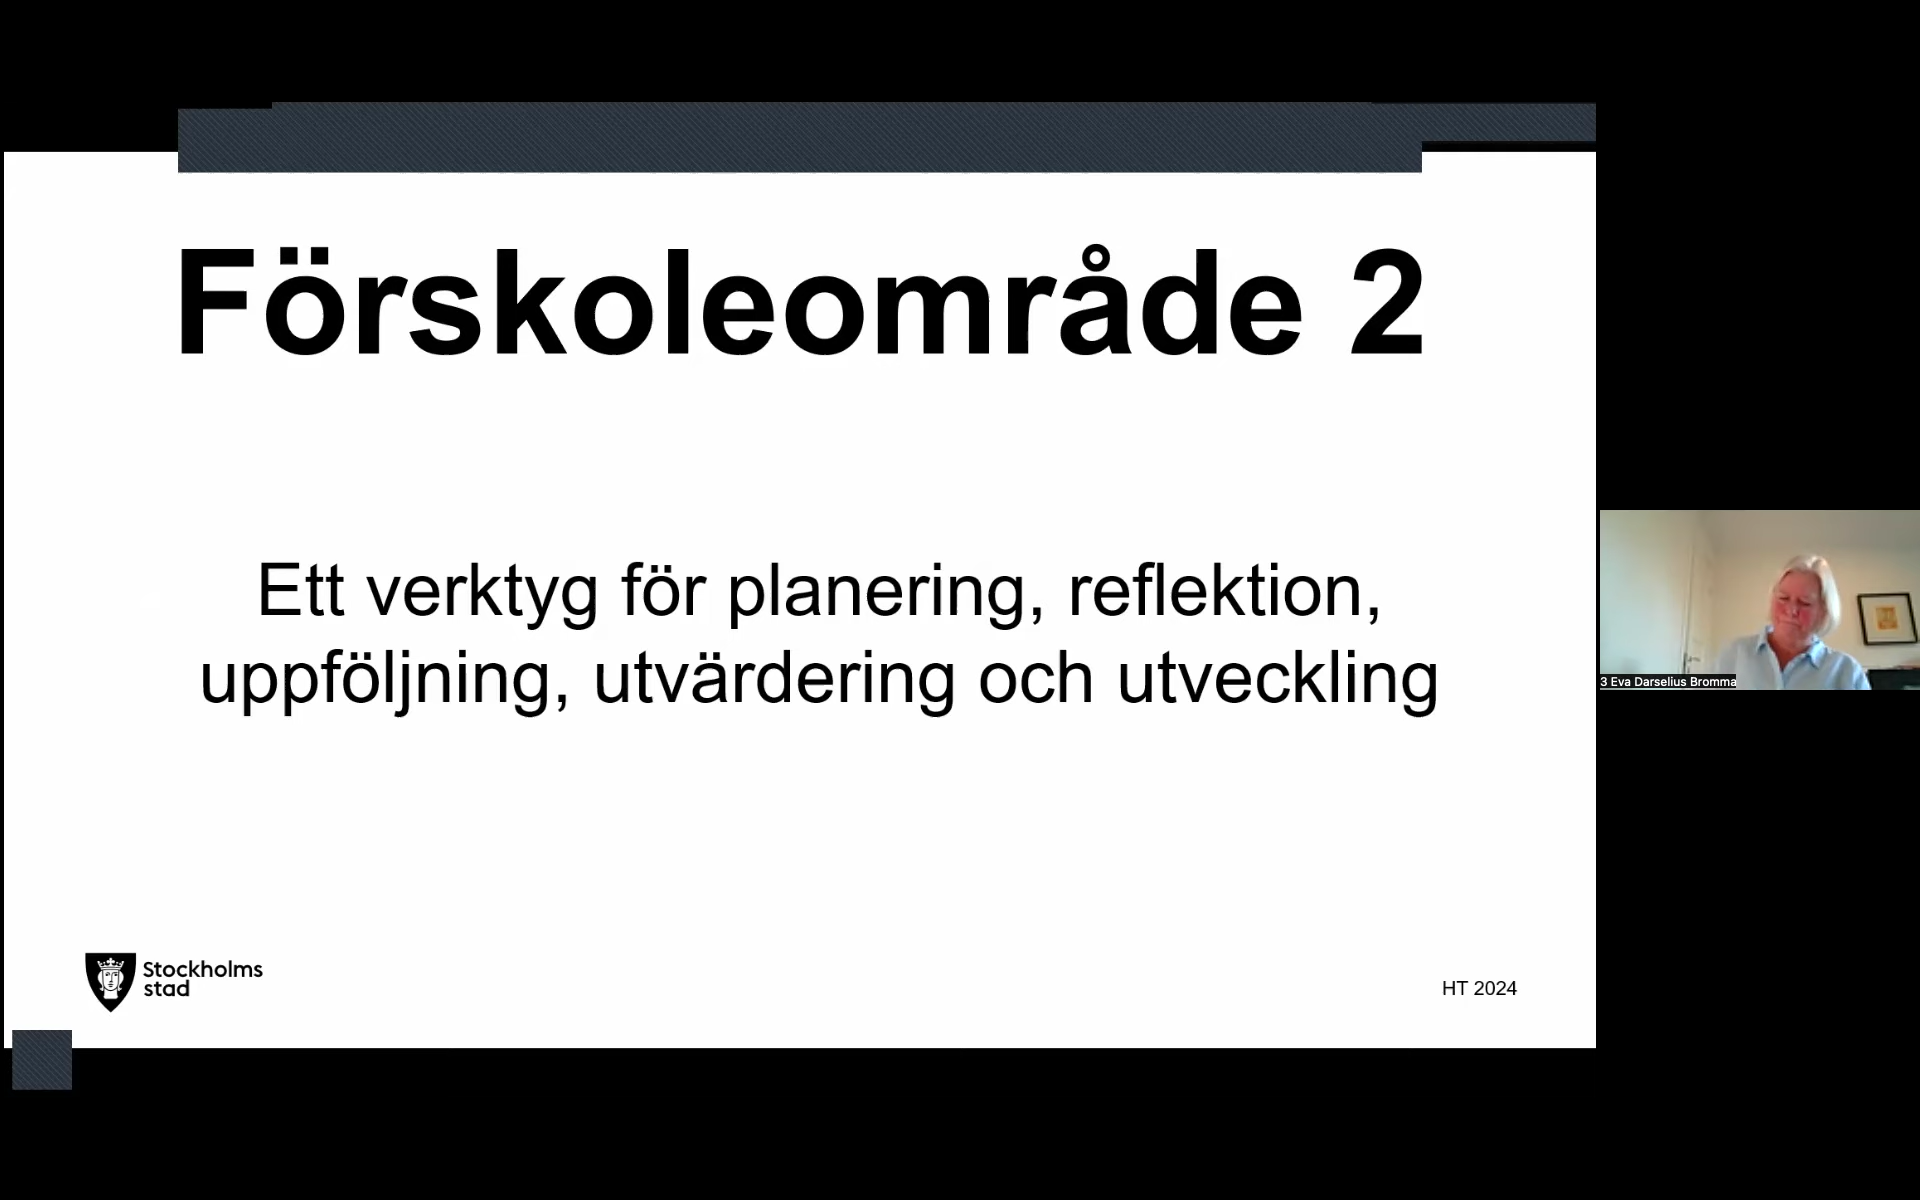 Förskoleområde 2
Ett verktyg för planering, reflektion,
uppföljning, utvärdering och utveckling
Stockholms
stad
HT 2024
3 Eva Darselius Bromma